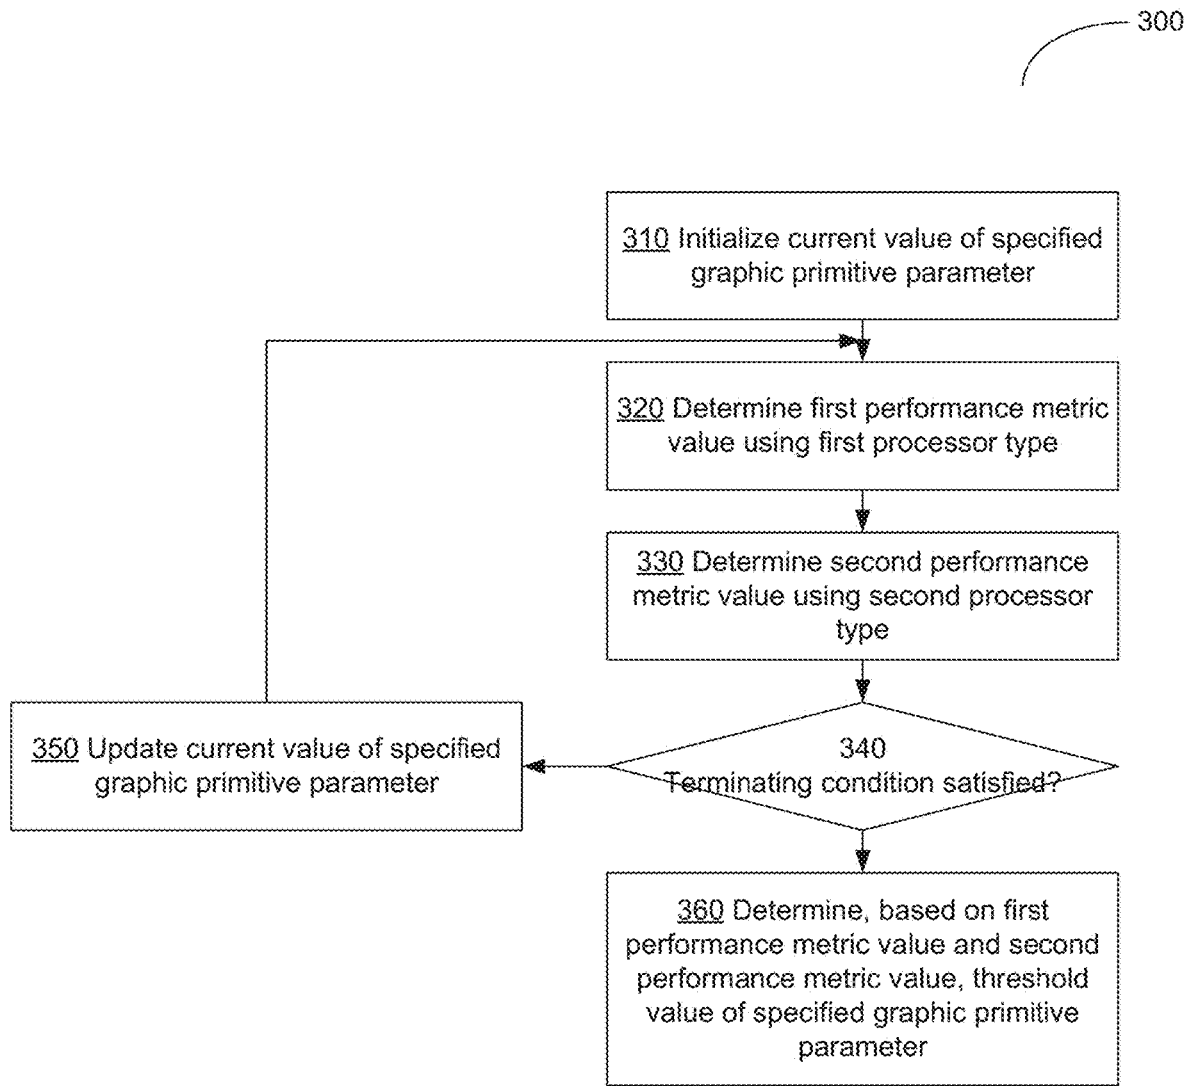 300
310 Initialize current value of specified
graphic primitive parameter
320 Determine first performance metric
value using first processor type
330 Determine second performance
metric value using second processor
type
350 Update current value of specified
graphic primitive parameter
340
Terminating condition satisfied?
360 Determine, based on first
performance metric value and second
performance metric value, threshold
value of specified graphic primitive
parameter